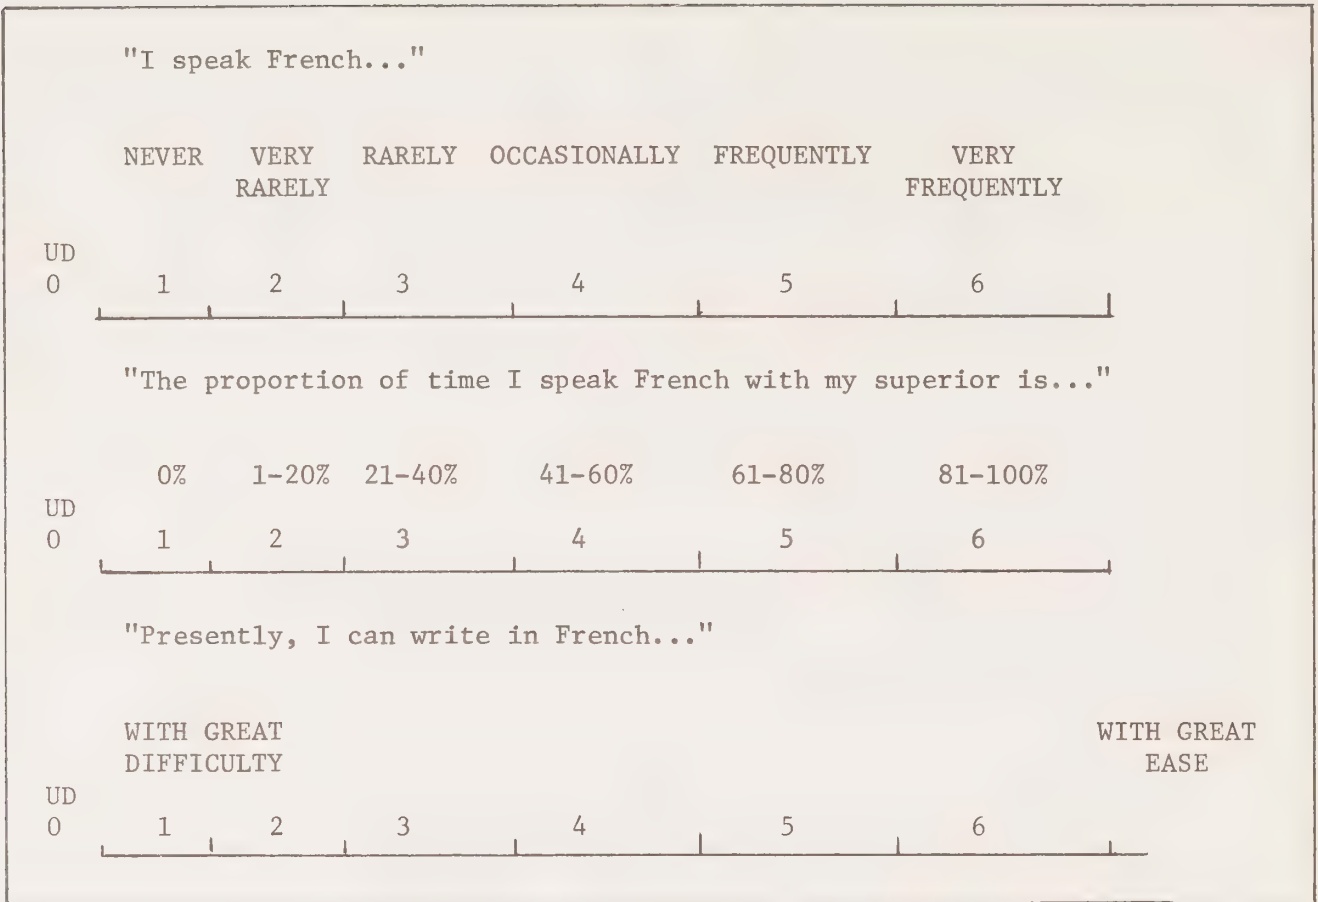 "I speak French..."
NEVER VERY RARELY OCCASIONALLY FREQUENTLY VERY
RARELY FREQUENTLY
UD
0 1 2 3 4 5 6
"The proportion of time I speak French with my superior is..."
0% 1-20% 21-40% 41-60% 61-80% 81-100%
UD
0 1 2 3 4 5 6
"Presently, I can write in French..."
WITH GREAT WITH GREAT
DIFFICULTY EASE
UD
0 1 2 3 4 5 6